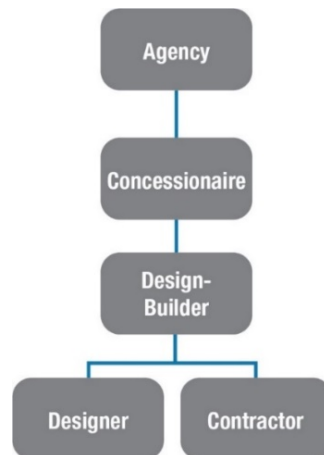 Agency
Concessionaire
Design-
Builder
Designer
Contractor